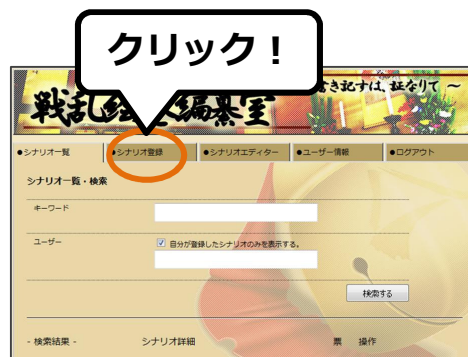 クリック！
き記すは、証なりて ～
戦乱絵 編纂室
●シナリオ一覧
●シナリオ登録
●シナリオエディター
●ユーザー情報
●ログアウト
シナリオ一覧・検索
キーワード
ユーザー
自分が登録したシナリオのみを表示する。
検索する
- 検索結果 - シナリオ詳細 票 操作